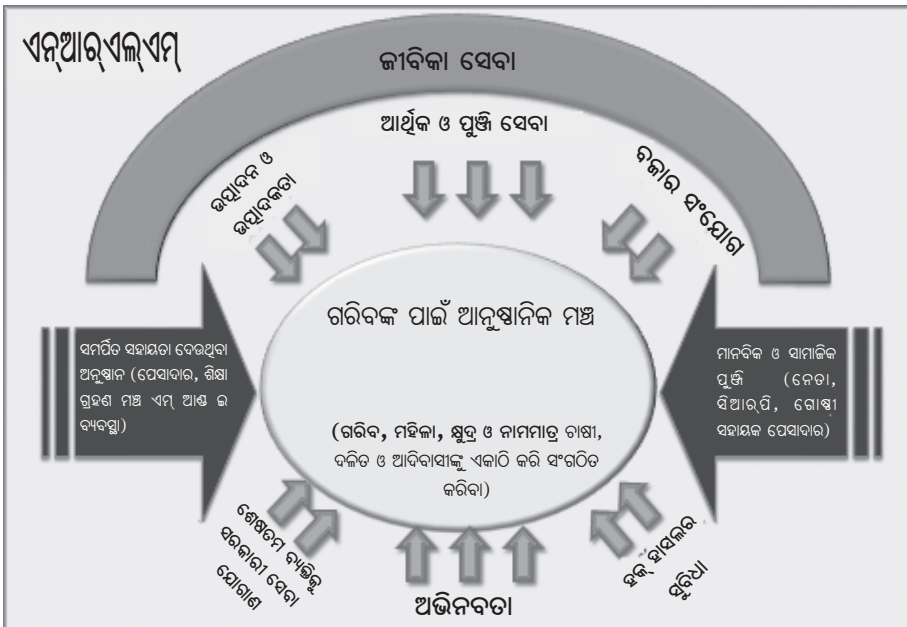 ଏନ୍ଆର୍ଏଲ୍ଏମ୍
ଜୀବିକା ସେବା
ଆର୍ଥିକ ଓ ପୁଞ୍ଜି ସେବା
ଉତ୍ପାଦନ ଓ
ଉତ୍ପାଦକତା
ବଜାର ସଂଯୋଗ
ଗରିବଙ୍କ ପାଇଁ ଆନୁଷ୍ଠାନିକ ମଞ୍ଚ
(ଗରିବ, ମହିଳା, କ୍ଷୁଦ୍ର ଓ ନାମମାତ୍ର ଚାଷୀ,
ଦଳିତ ଓ ଆଦିବାସୀଙ୍କୁ ଏକାଠି କରି ସଂଗଠିତ
କରିବା)
ସମର୍ପିତ ସହାୟତା ଦେଉଥିବା
ଅନୁଷ୍ଠାନ (ପେସାଦାର, ଶିକ୍ଷା
ଗ୍ରହଣ ମଞ୍ଚ ଏମ୍ ଆଣ୍ଡ ଇ
ବ୍ୟବସ୍ଥା)
ମାନବିକ ଓ ସାମାଜିକ
ପୁଞ୍ଜି (ନେତା,
ସିଆର୍ପି, ଗୋଷ୍ଠୀ
ସହାୟକ ପେସାଦାର)
ଶେଷତମ ବ୍ୟକ୍ତିକୁ
ସରକାରୀ ସେବା
ଯୋଗାଣ
ଅଭିନବତା
ହକ୍ ହାସଲର
ସୁବିଧା